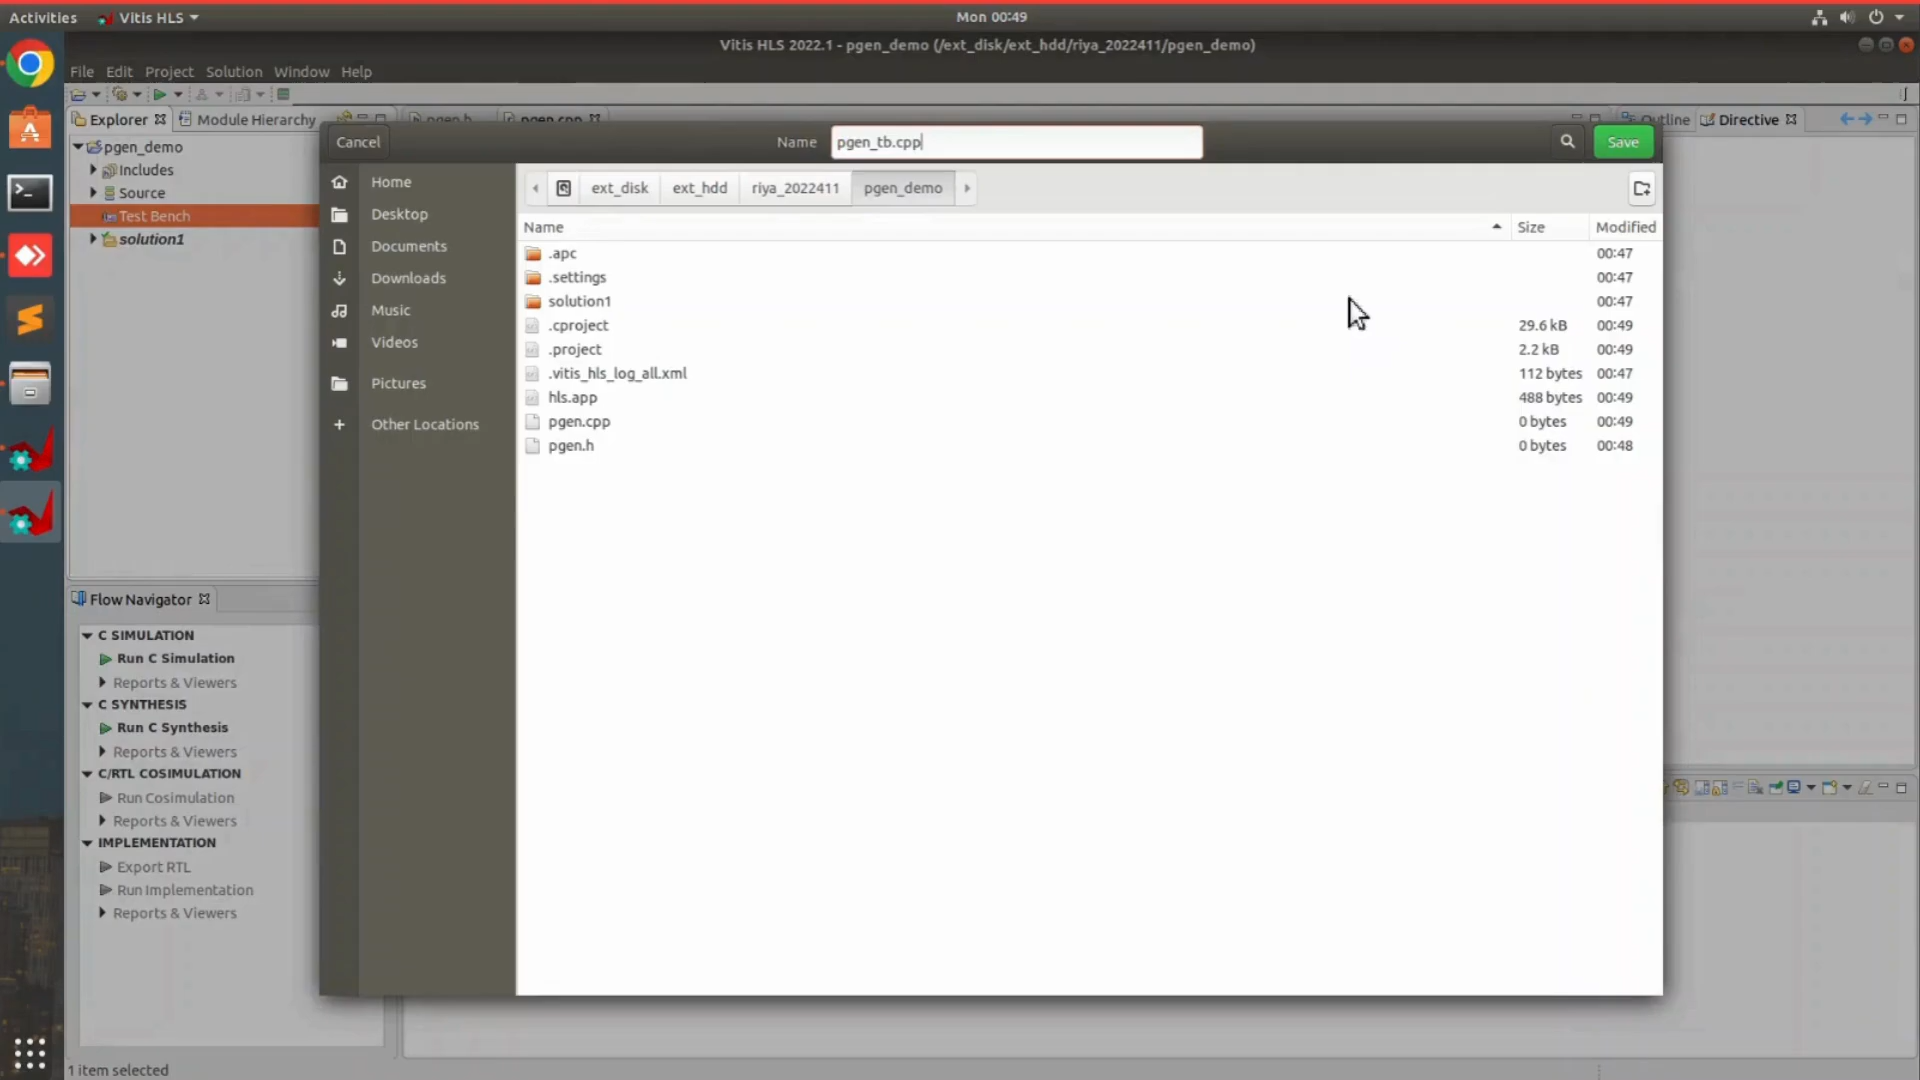 Activities Vitis HLS Mon 00:49
Vitis HLS 2022.1 - pgen_demo (/ext_disk/ext_hdd/riya_2022411/pgen_demo)
File Edit Project Solution Window Help
Explorer Module Hierarchy pgen.h pgen.cpp Outline Directive
Cancel Name pgen_tb.cpp Save
pgen_demo
Includes
Source
Test Bench
solution1
Home
Desktop
Documents
Downloads
Music
Videos
Pictures
Other Locations
ext_disk ext_hdd riya_2022411 pgen_demo
Name Size Modified
.apc 00:47
.settings 00:47
solution1 00:47
.cproject 29.6 kB 00:49
.project 2.2 kB 00:49
.vitis_hls_log_all.xml 112 bytes 00:47
hls.app 488 bytes 00:49
pgen.cpp 0 bytes 00:49
pgen.h 0 bytes 00:48
Flow Navigator
C SIMULATION
Run C Simulation
Reports & Viewers
C SYNTHESIS
Run C Synthesis
Reports & Viewers
C/RTL COSIMULATION
Run Cosimulation
Reports & Viewers
IMPLEMENTATION
Export RTL
Run Implementation
Reports & Viewers
1 item selected